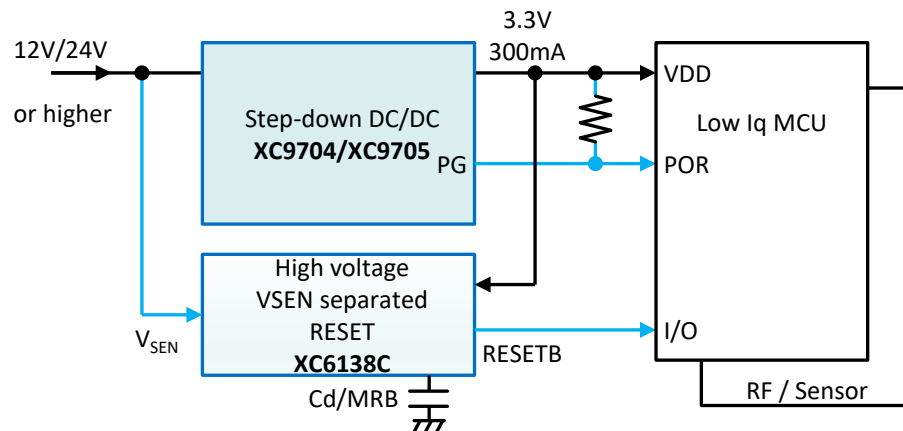 12V/24V
or higher
Step-down DC/DC
XC9704/XC9705
PG
3.3V
300mA
VDD
Low Iq MCU
POR
High voltage
VSEN separated
RESET
XC6138C
VSEN
RESETB
I/O
Cd/MRB
RF / Sensor